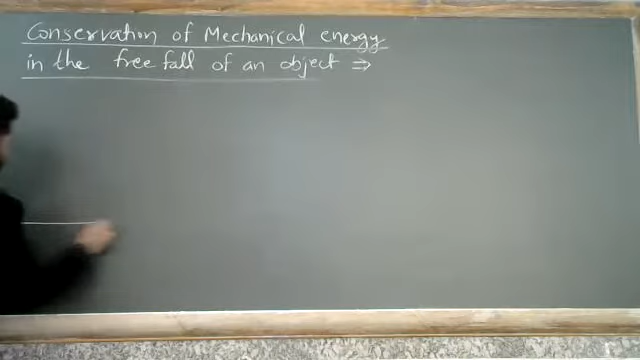 Conservation of Mechanical energy
in the free fall of an object ⇒